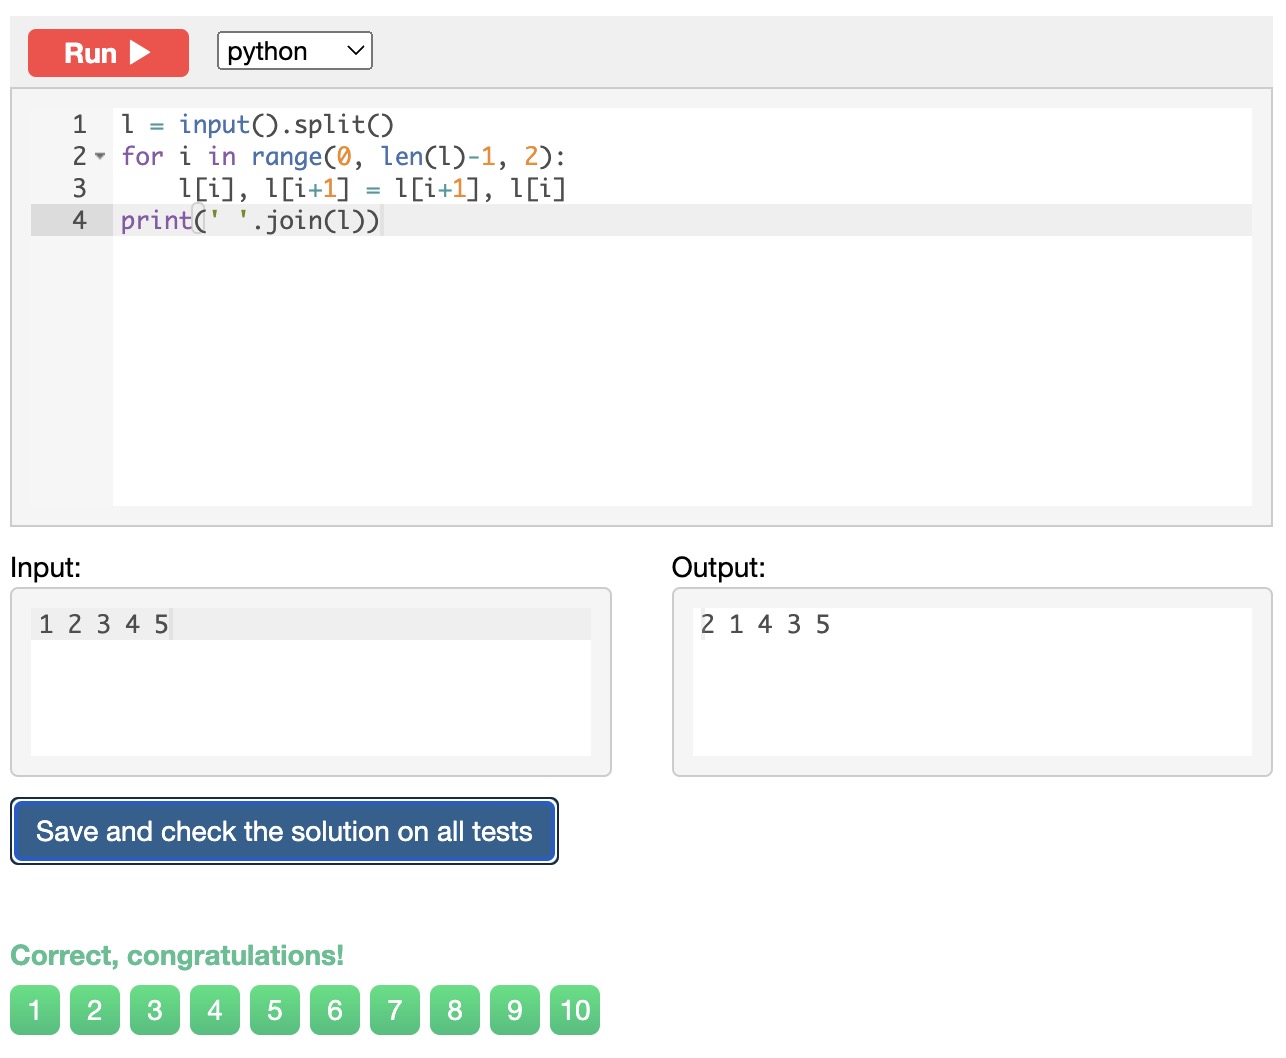 Run python
1 l = input().split()
2 for i in range(0, len(l)-1, 2):
3     l[i], l[i+1] = l[i+1], l[i]
4 print(' '.join(l))
Input:
1 2 3 4 5
Output:
2 1 4 3 5
Save and check the solution on all tests
Correct, congratulations!
1 2 3 4 5 6 7 8 9 10